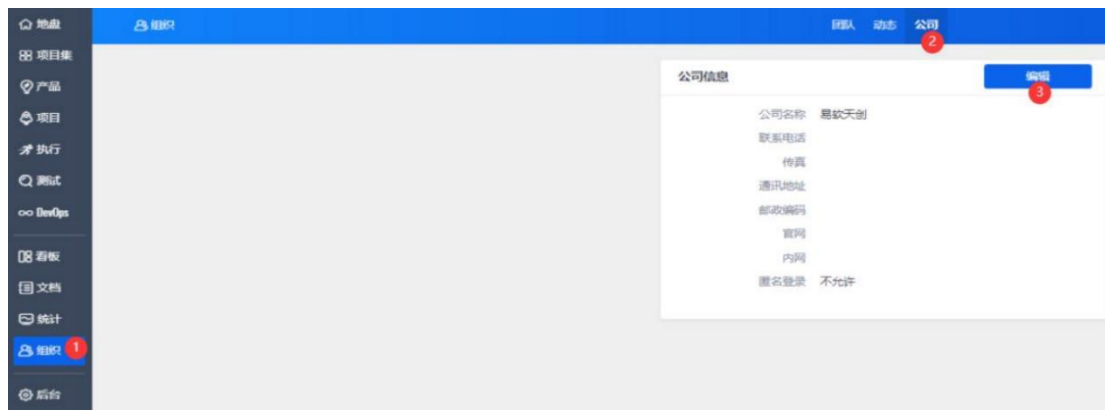 地盘
组织
团队 动态 公司
2
项目集
产品
项目
执行
测试
DevOps
看板
文档
统计
组织 1
后台
公司信息
编辑
3
公司名称 易软天创
联系电话
传真
通讯地址
邮政编码
官网
内网
匿名登录 不允许